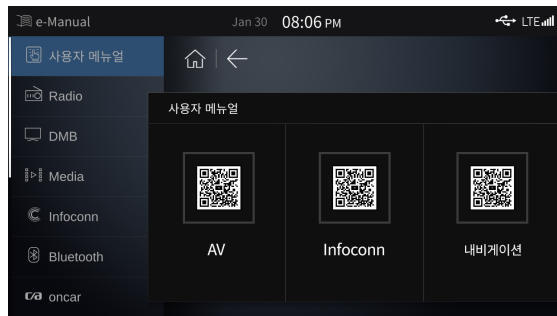 e-Manual
Jan 30 08:06 PM
LTE
사용자 메뉴얼
Radio
DMB
Media
Infoconn
Bluetooth
oncar
사용자 메뉴얼
AV
Infoconn
내비게이션